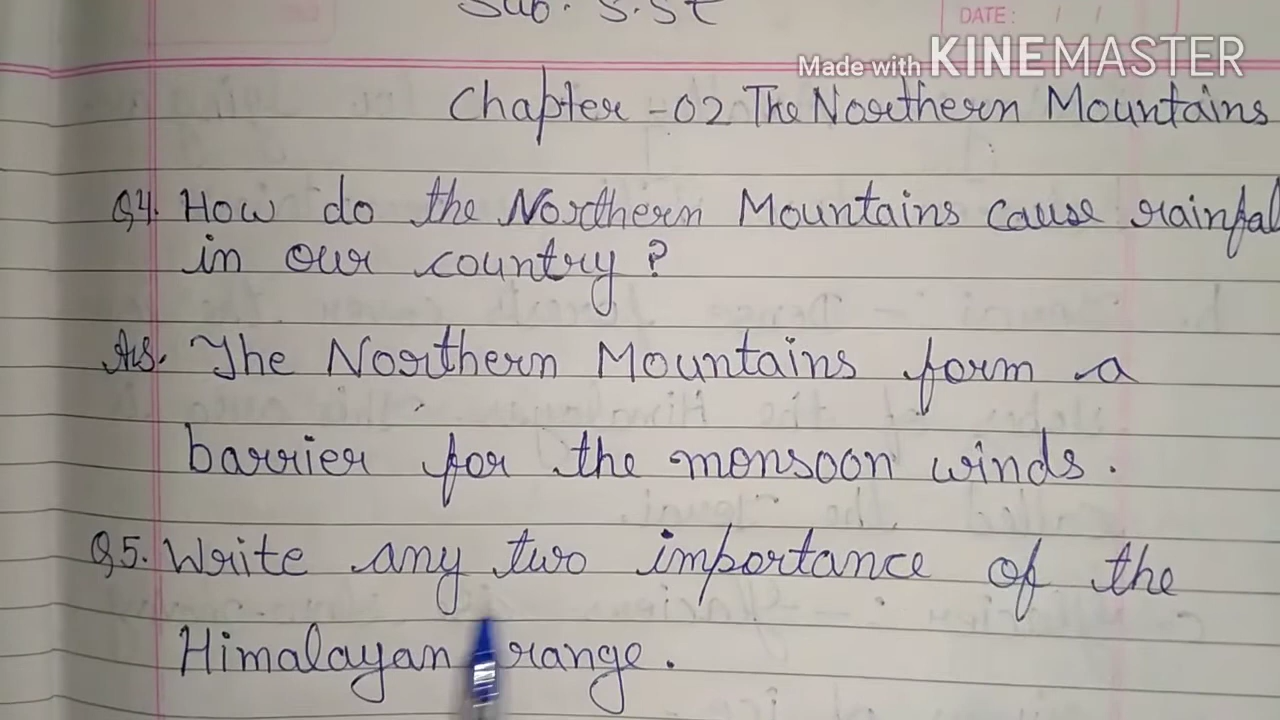 Sub. S.St
DATE: / /
Made with KINEMASTER
Chapter - 02 The Northern Mountains
Q4. How do the Northern Mountains cause rainfal
in our country?
Ans. The Northern Mountains form a
barrier for the monsoon winds.
Q5. Write any two importance of the
Himalayan range.